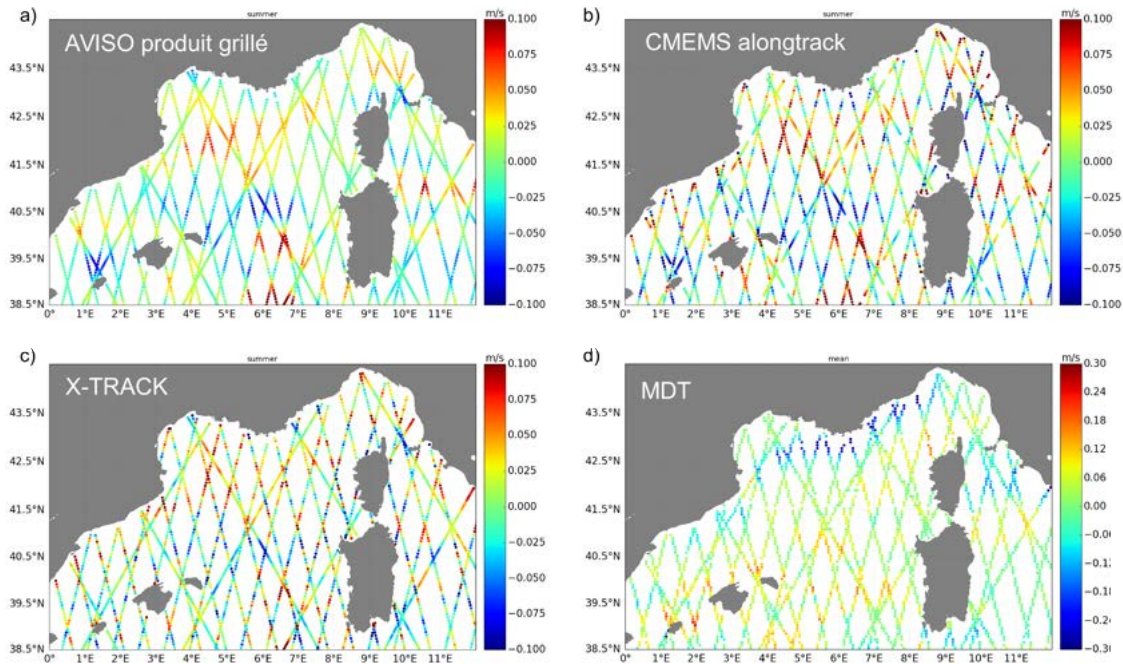 a)
summer
m/s
AVISO produit grillé
43.5°N
42.5°N
41.5°N
40.5°N
39.5°N
38.5°N
0° 1°E 2°E 3°E 4°E 5°E 6°E 7°E 8°E 9°E 10°E 11°E
0.100
0.075
0.050
0.025
0.000
−0.025
−0.050
−0.075
−0.100
b)
summer
m/s
CMEMS alongtrack
43.5°N
42.5°N
41.5°N
40.5°N
39.5°N
38.5°N
0° 1°E 2°E 3°E 4°E 5°E 6°E 7°E 8°E 9°E 10°E 11°E
0.100
0.075
0.050
0.025
0.000
−0.025
−0.050
−0.075
−0.100
c)
summer
m/s
X-TRACK
43.5°N
42.5°N
41.5°N
40.5°N
39.5°N
38.5°N
0° 1°E 2°E 3°E 4°E 5°E 6°E 7°E 8°E 9°E 10°E 11°E
0.100
0.075
0.050
0.025
0.000
−0.025
−0.050
−0.075
−0.100
d)
mean
m/s
MDT
43.5°N
42.5°N
41.5°N
40.5°N
39.5°N
38.5°N
0° 1°E 2°E 3°E 4°E 5°E 6°E 7°E 8°E 9°E 10°E 11°E
0.30
0.24
0.18
0.12
0.06
0.00